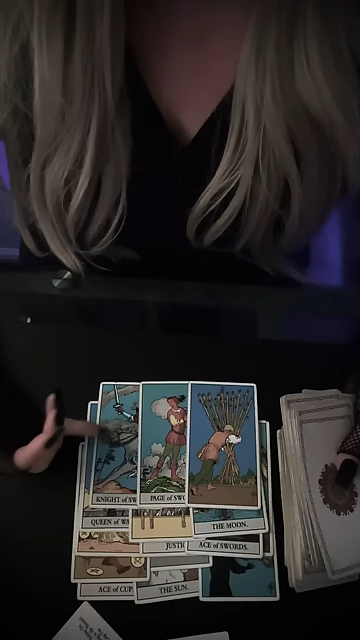 KNIGHT of SW
PAGE of SWO
QUEEN of WA
THE MOON.
JUSTI
ACE of SWORDS.
ACE of CUP
THE SUN.